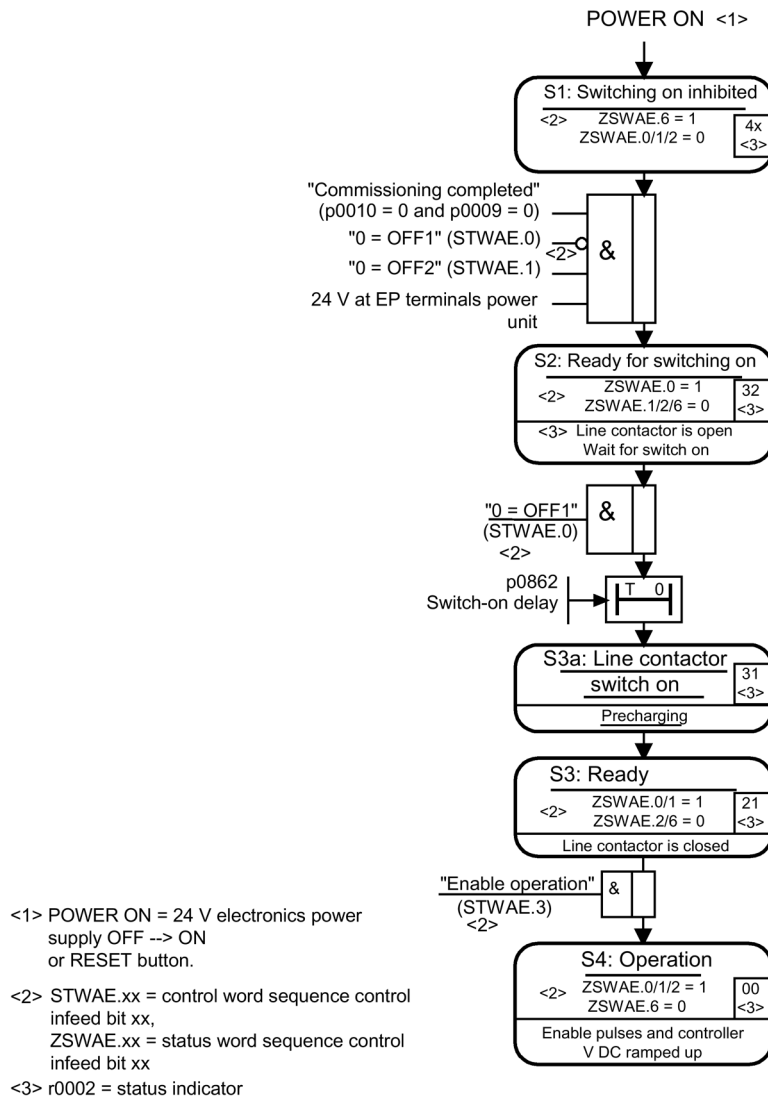 POWER ON <1>
S1: Switching on inhibited
<2> ZSWAE.6 = 1
ZSWAE.0/1/2 = 0
4x
<3>
"Commissioning completed"
(p0010 = 0 and p0009 = 0)
"0 = OFF1" (STWAE.0)
<2>
"0 = OFF2" (STWAE.1)
24 V at EP terminals power
unit
&
S2: Ready for switching on
<2> ZSWAE.0 = 1
ZSWAE.1/2/6 = 0
32
<3>
<3> Line contactor is open
Wait for switch on
"0 = OFF1"
(STWAE.0)
<2>
&
p0862
Switch-on delay
T 0
S3a: Line contactor
switch on
31
<3>
Precharging
S3: Ready
<2> ZSWAE.0/1 = 1
ZSWAE.2/6 = 0
21
<3>
Line contactor is closed
"Enable operation"
(STWAE.3)
<2>
&
S4: Operation
<2> ZSWAE.0/1/2 = 1
ZSWAE.6 = 0
00
<3>
Enable pulses and controller
V DC ramped up
<1> POWER ON = 24 V electronics power
supply OFF --> ON
or RESET button.
<2> STWAE.xx = control word sequence control
infeed bit xx,
ZSWAE.xx = status word sequence control
infeed bit xx
<3> r0002 = status indicator